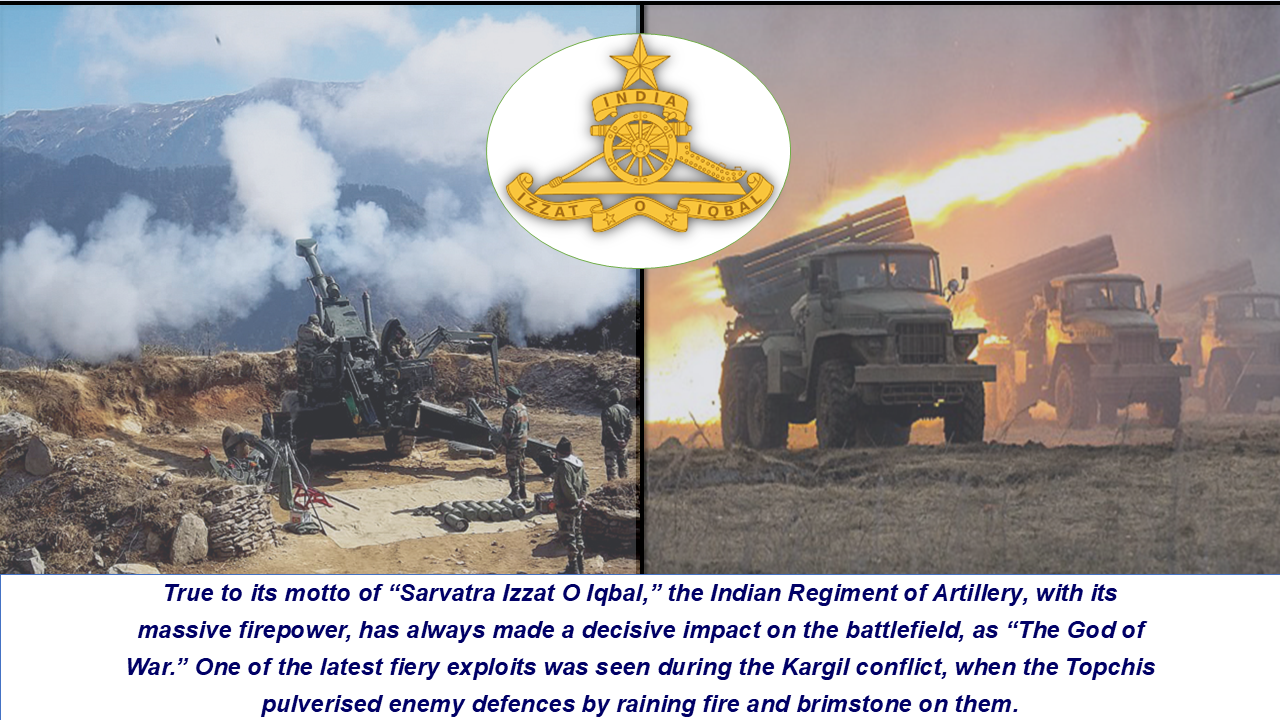 INDIA
IZZAT O IQBAL
True to its motto of “Sarvatra Izzat O Iqbal,” the Indian Regiment of Artillery, with its
massive firepower, has always made a decisive impact on the battlefield, as “The God of
War.” One of the latest fiery exploits was seen during the Kargil conflict, when the Topchis
pulverised enemy defences by raining fire and brimstone on them.